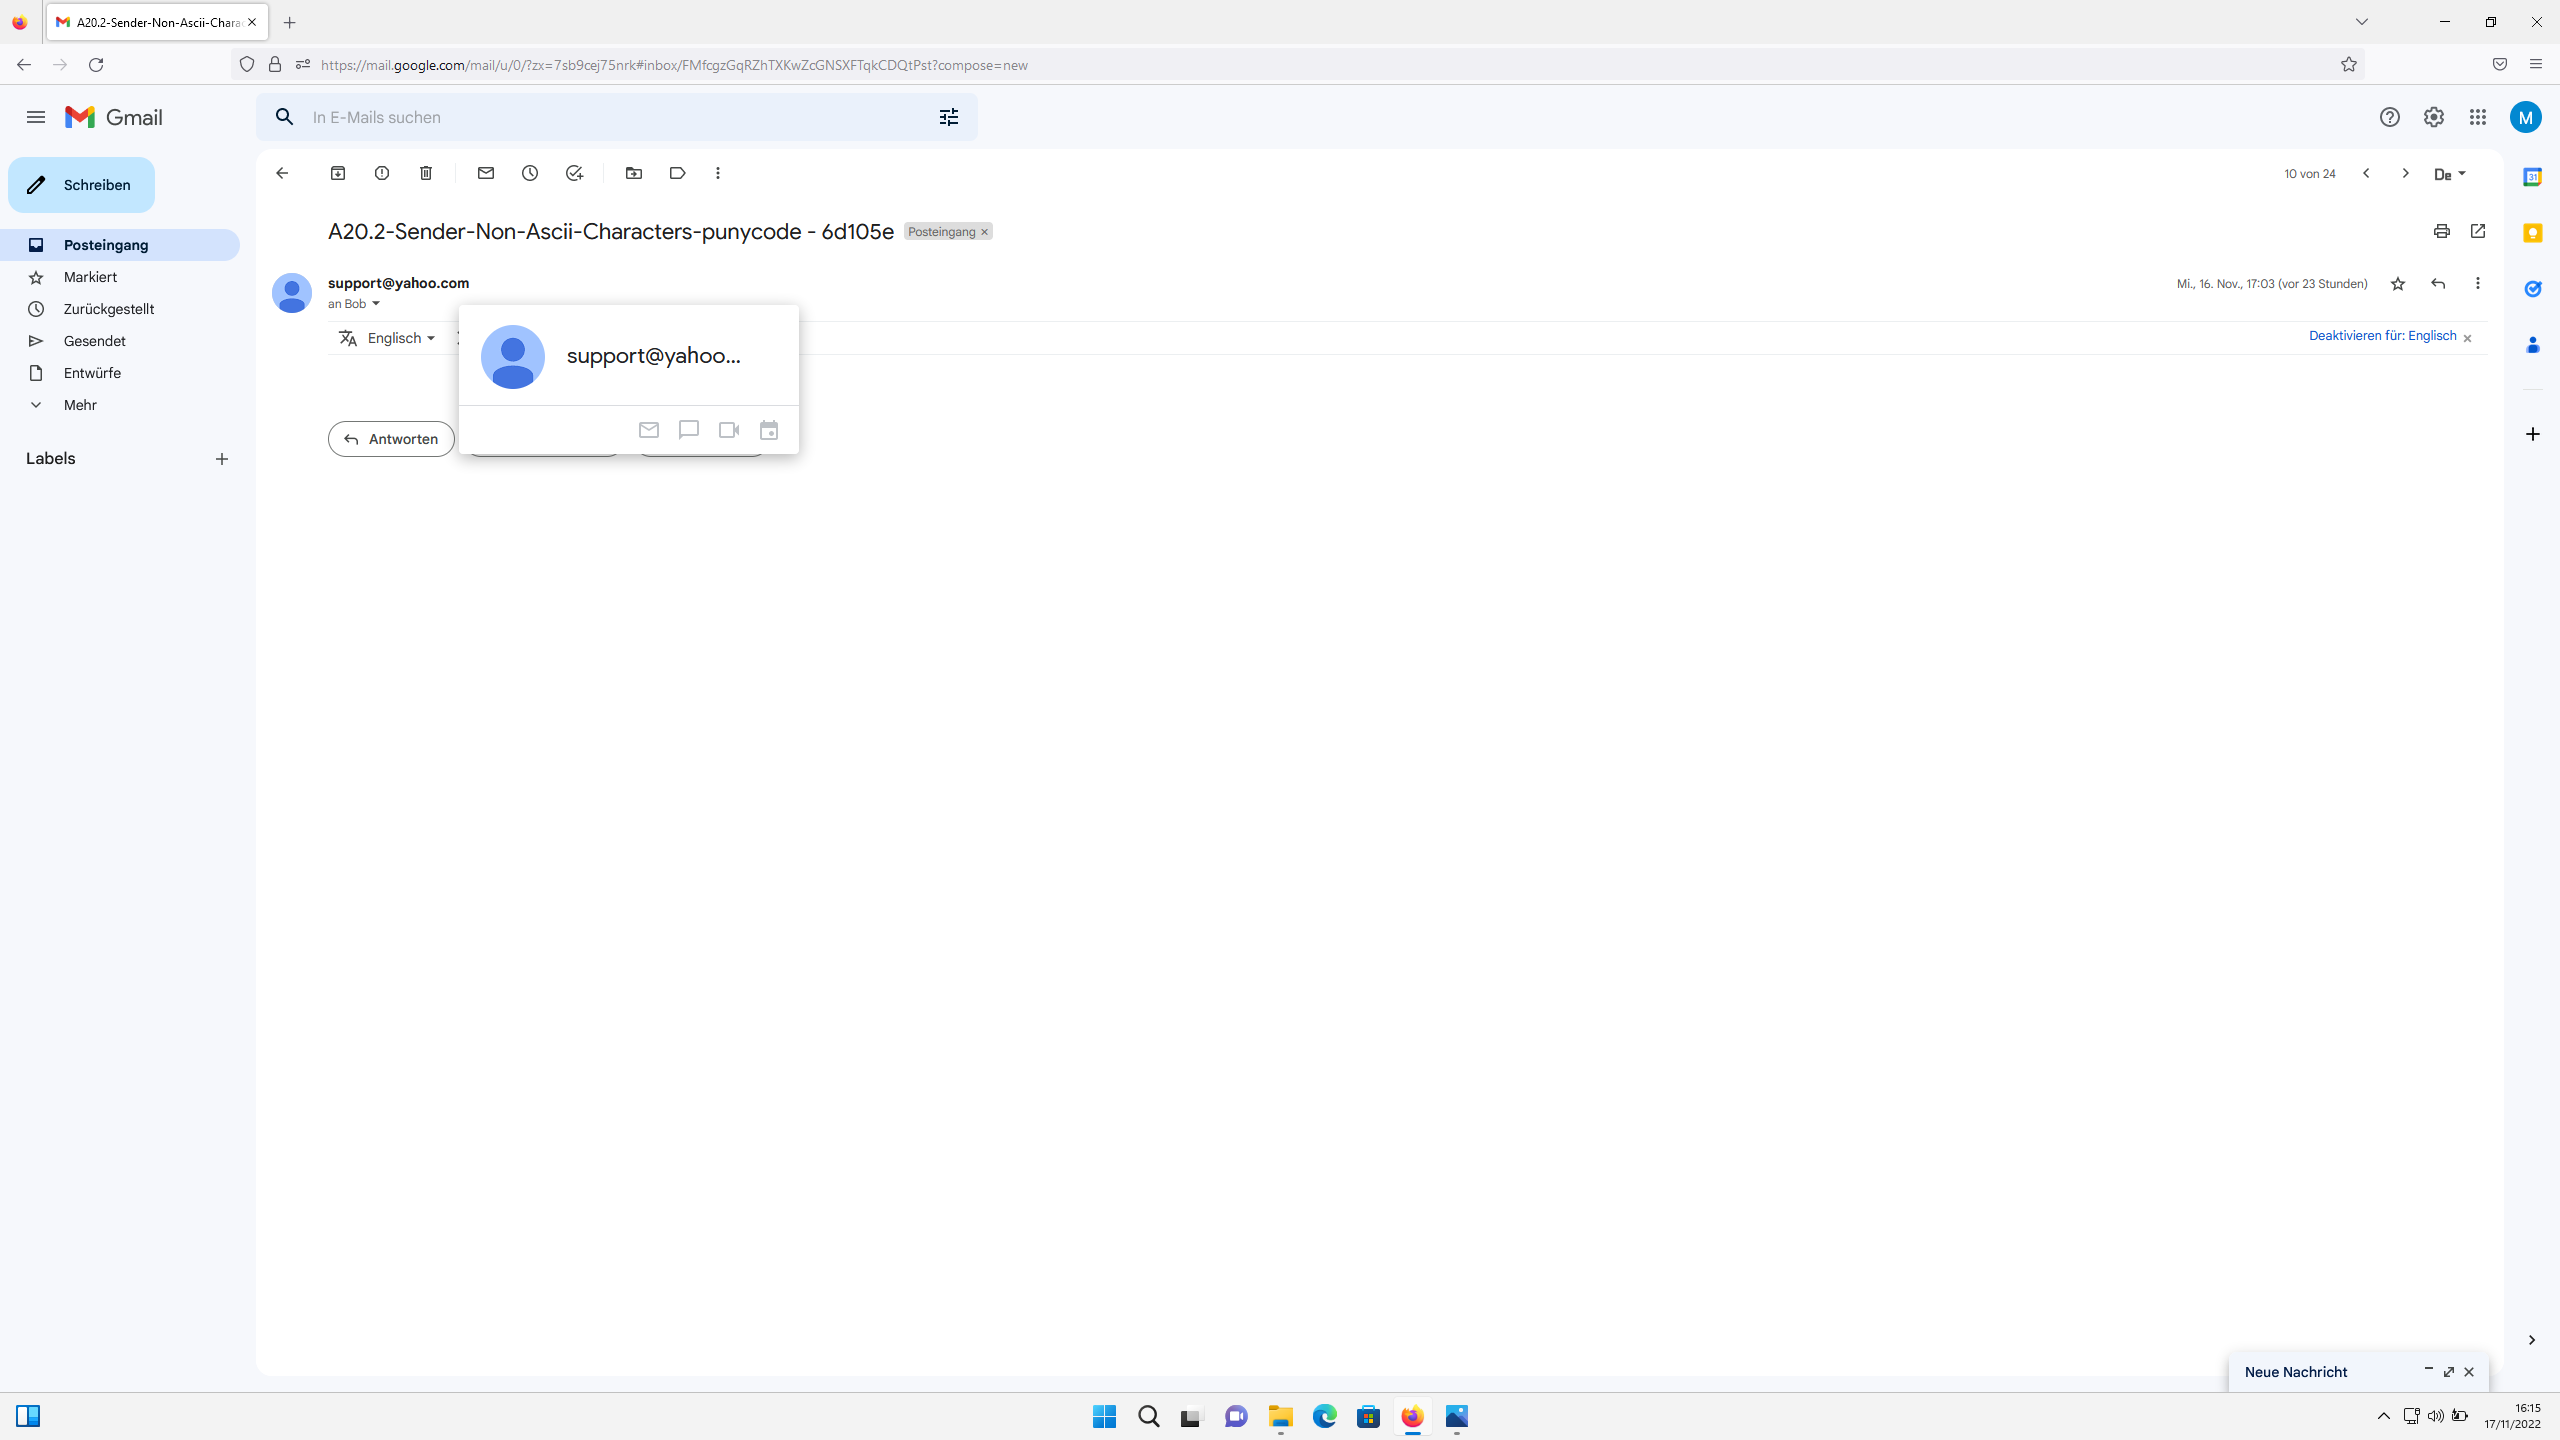 A20.2-Sender-Non-Ascii-Chara
https://mail.google.com/mail/u/0/?zx=7sb9cej75nrk#inbox/FMfcgzGqRZhTXKwZcGNSXFTqkCDQtPst?compose=new
Gmail
In E-Mails suchen
M
Schreiben
10 von 24
De
A20.2-Sender-Non-Ascii-Characters-punycode - 6d105e
Posteingang ×
Posteingang
Markiert
Zurückgestellt
Gesendet
Entwürfe
Mehr
Labels
support@yahoo.com
an Bob
Mi., 16. Nov., 17:03 (vor 23 Stunden)
Englisch
Deaktivieren für: Englisch
support@yahoo...
Antworten
31
Neue Nachricht
16:15
17/11/2022